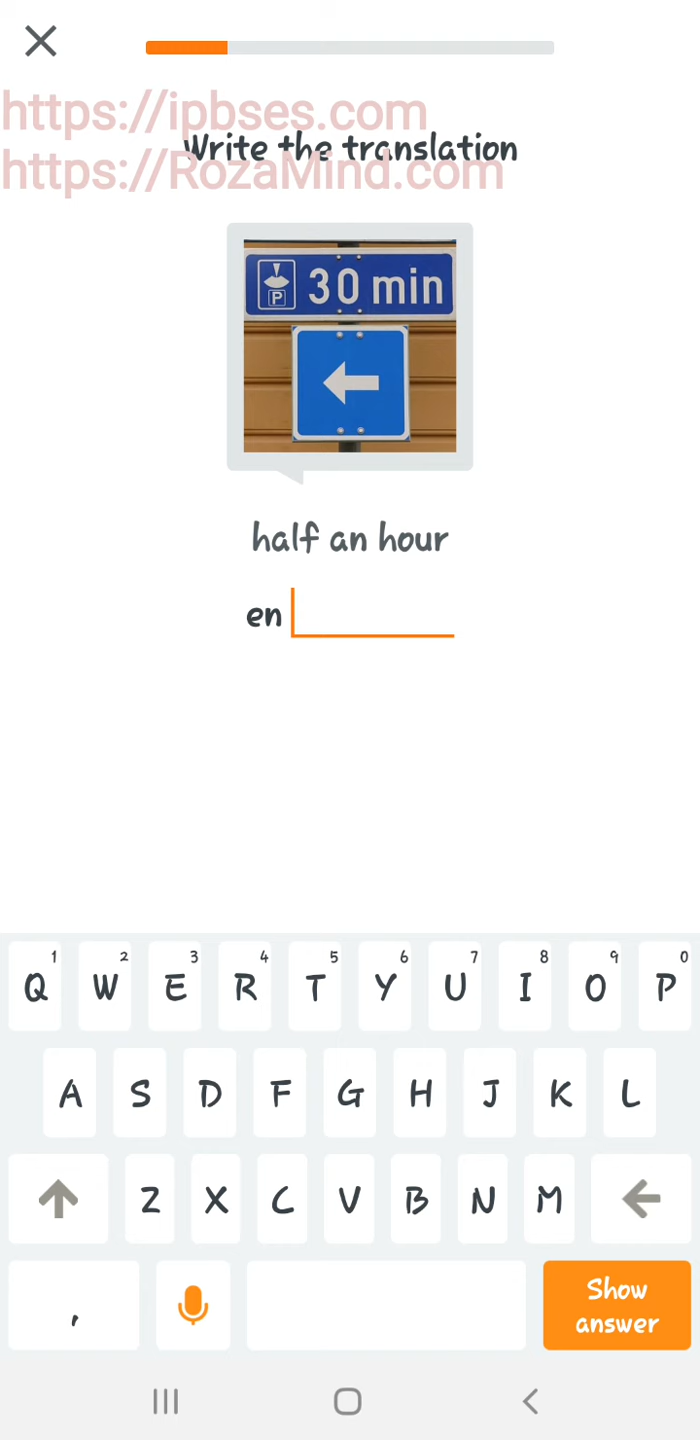 https://ipbses.com
Write the translation
https://RozaMind.com
P 30 min
half an hour
en
1 2 3 4 5 6 7 8 9 0
Q W E R T Y U I O P
A S D F G H J K L
Z X C V B N M
, Show
answer